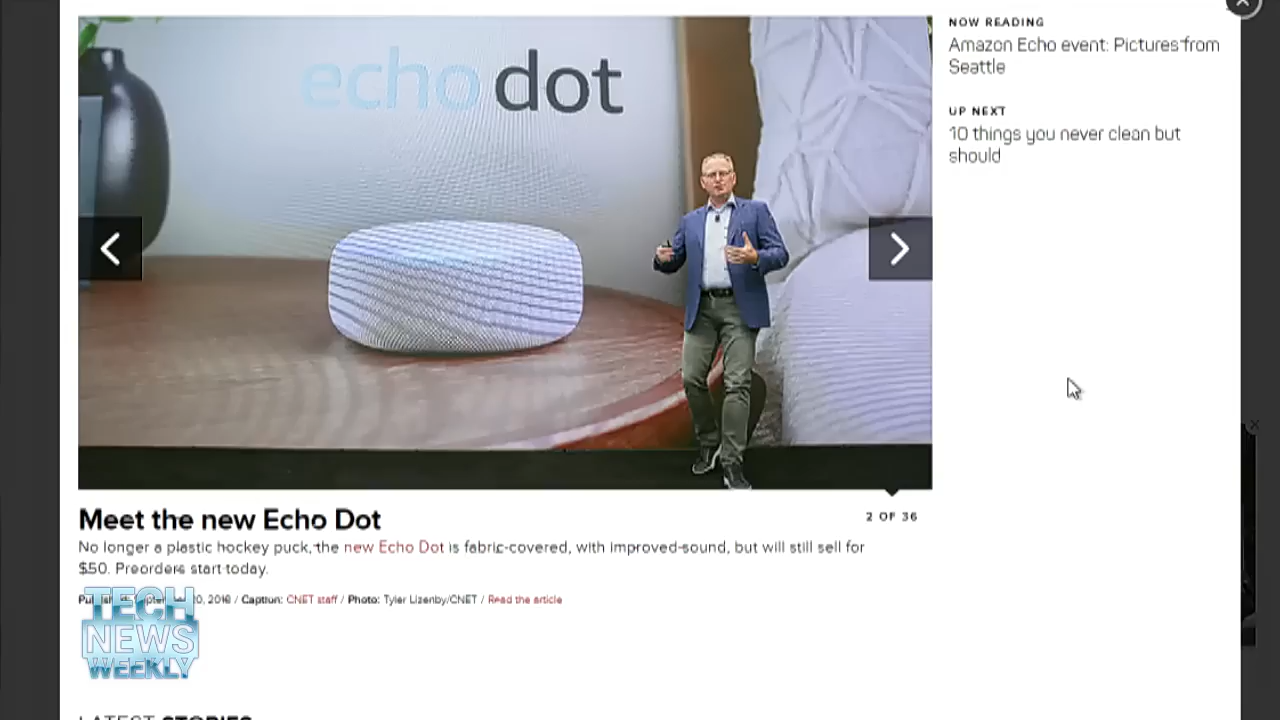 echo dot
NOW READING
Amazon Echo event: Pictures from
Seattle
UP NEXT
10 things you never clean but
should
Meet the new Echo Dot
2 OF 36
No longer a plastic hockey puck, the new Echo Dot is fabric-covered, with improved sound, but will still sell for
$50. Preorders start today.
/ Caption: CNET staff / Photo: Tyler Lizenby/CNET / Read the article
TECH
NEWS
WEEKLY
LATEST STORIES